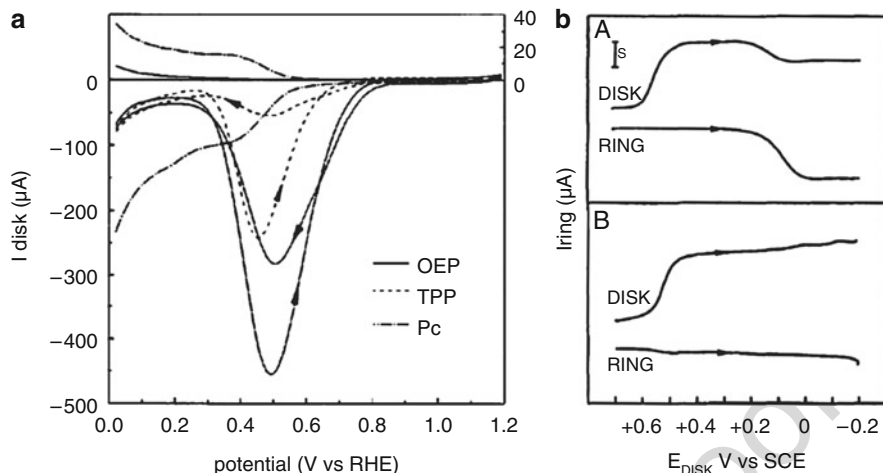 a
40
20
0
0
−100
−200
−300
−400
−500
I disk (µA)
OEP
TPP
Pc
0.0 0.2 0.4 0.6 0.8 1.0 1.2
potential (V vs RHE)
b
A
S
DISK
RING
Iring (µA)
B
DISK
RING
+0.6 +0.4 +0.2 0 −0.2
E_DISK V vs SCE